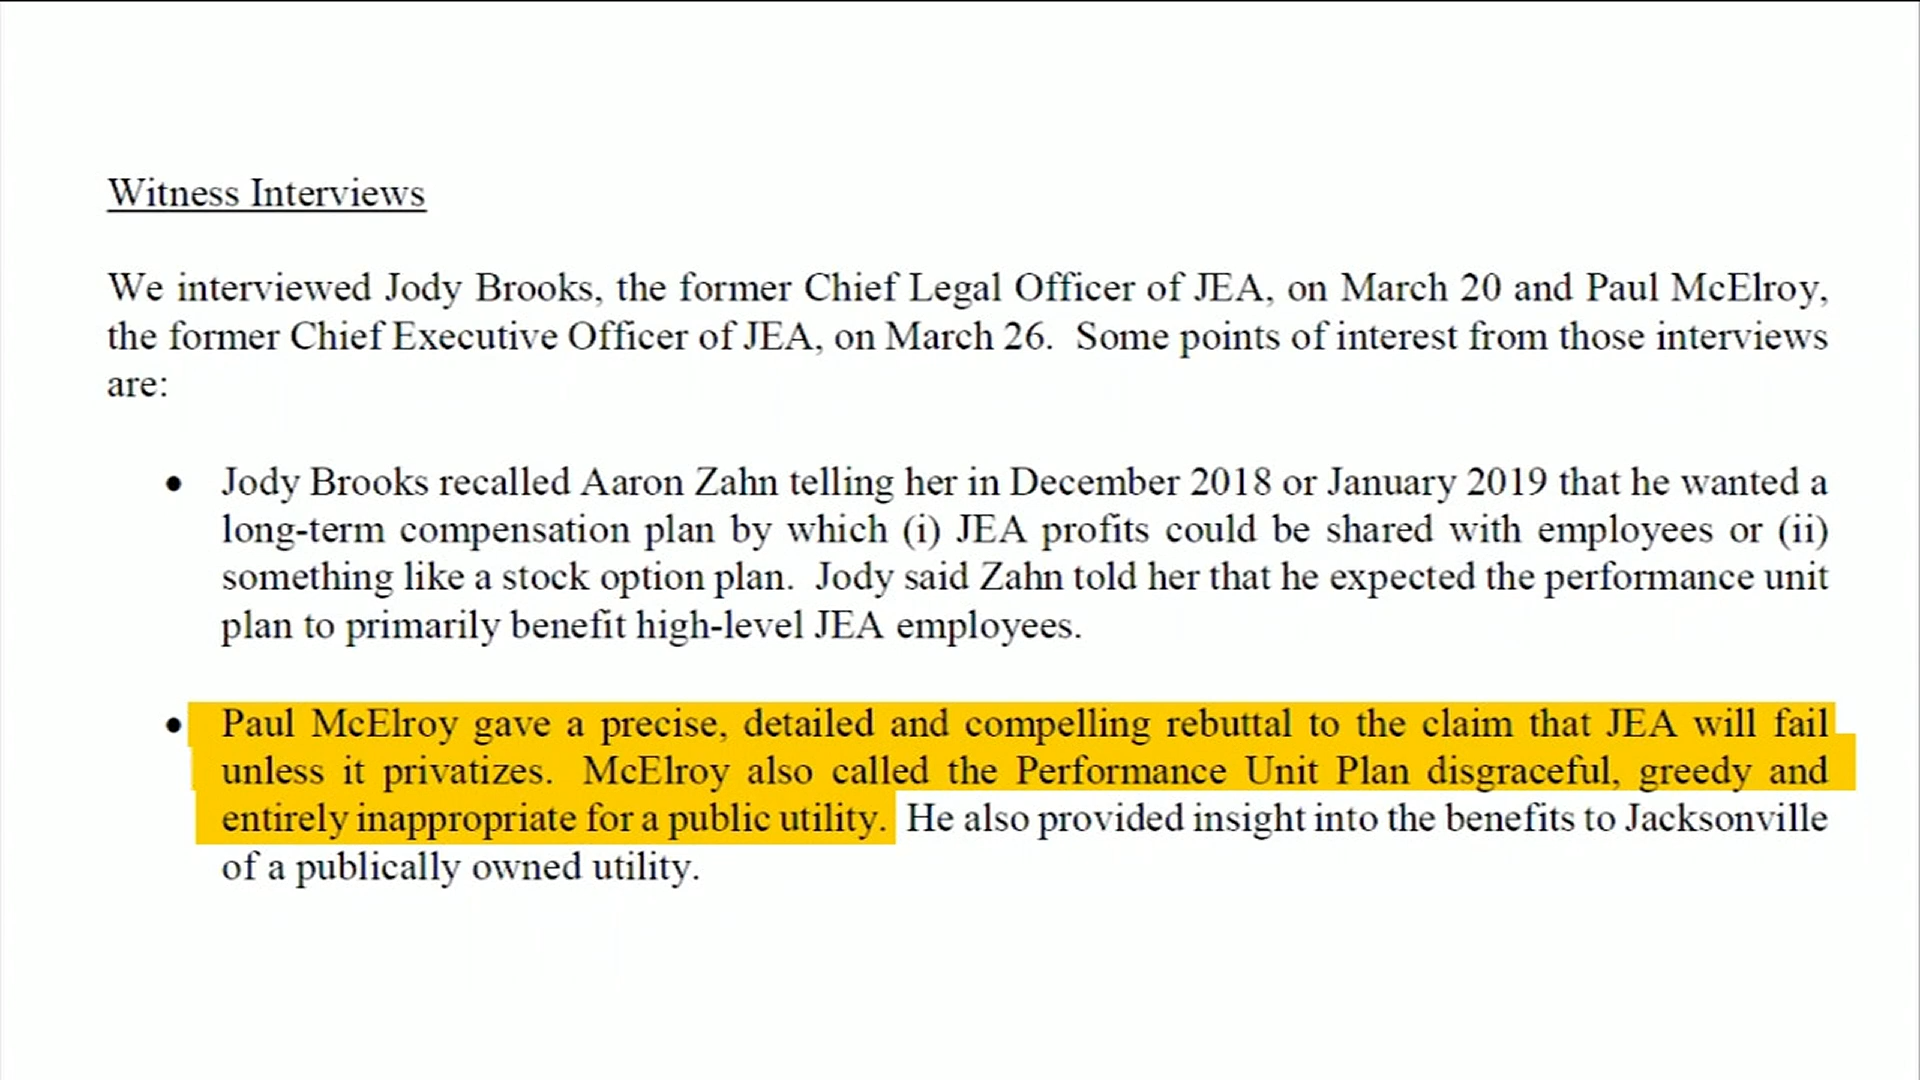 Witness Interviews
We interviewed Jody Brooks, the former Chief Legal Officer of JEA, on March 20 and Paul McElroy,
the former Chief Executive Officer of JEA, on March 26.  Some points of interest from those interviews
are:
• Jody Brooks recalled Aaron Zahn telling her in December 2018 or January 2019 that he wanted a
long-term compensation plan by which (i) JEA profits could be shared with employees or (ii)
something like a stock option plan.  Jody said Zahn told her that he expected the performance unit
plan to primarily benefit high-level JEA employees.
• Paul McElroy gave a precise, detailed and compelling rebuttal to the claim that JEA will fail
unless it privatizes.  McElroy also called the Performance Unit Plan disgraceful, greedy and
entirely inappropriate for a public utility.  He also provided insight into the benefits to Jacksonville
of a publically owned utility.